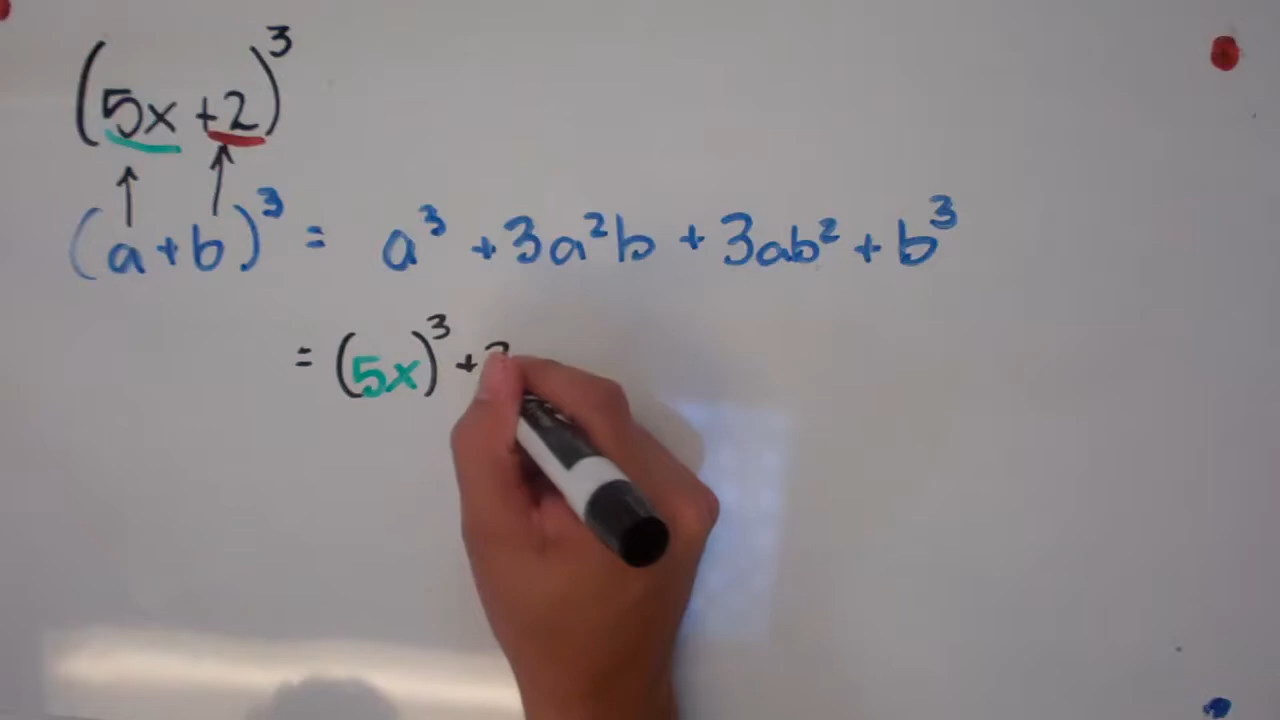 (5x +2)³
(a+b)³ = a³ +3a²b +3ab² + b³
= (5x)³ +